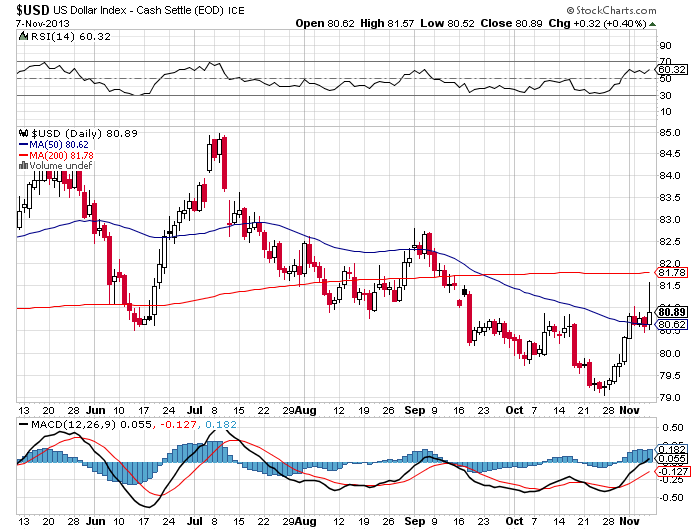 $USD US Dollar Index - Cash Settle (EOD) ICE
© StockCharts.com
7-Nov-2013
Open 80.62 High 81.57 Low 80.52 Close 80.89 Chg +0.32 (+0.40%)
RSI(14) 60.32
90
70
60.32
50
30
10
$USD (Daily) 80.89
MA(50) 80.62
MA(200) 81.78
Volume undef
85.0
84.5
84.0
83.5
83.0
82.5
82.0
81.78
81.5
81.0
80.89
80.62
80.0
79.5
79.0
13 20 28 Jun 10 17 24 Jul 8 15 22 29 Aug 12 19 26 Sep 9 16 23 Oct 7 14 21 28 Nov
MACD(12,26,9) 0.055, -0.127, 0.182
0.50
0.25
0.182
0.055
-0.127
-0.25
-0.50
13 20 28 Jun 10 17 24 Jul 8 15 22 29 Aug 12 19 26 Sep 9 16 23 Oct 7 14 21 28 Nov